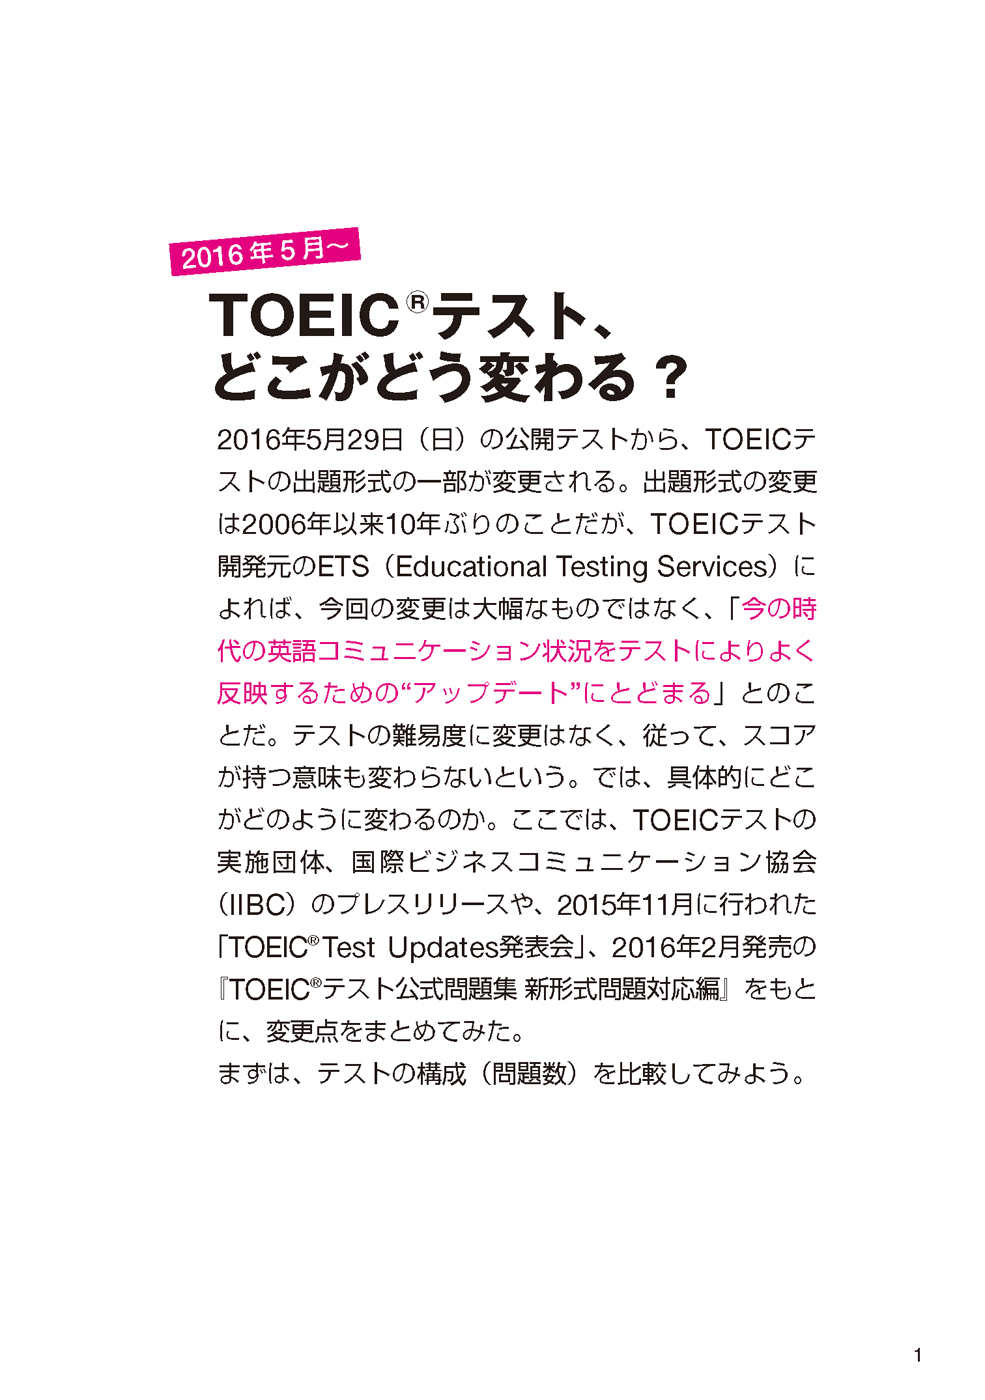 2016年5月～
TOEIC®テスト、
どこがどう変わる？
2016年5月29日（日）の公開テストから、TOEICテ
ストの出題形式の一部が変更される。出題形式の変更
は2006年以来10年ぶりのことだが、TOEICテスト
開発元のETS（Educational Testing Services）に
よれば、今回の変更は大幅なものではなく、「今の時
代の英語コミュニケーション状況をテストによりよく
反映するための“アップデート”にとどまる」とのこ
とだ。テストの難易度に変更はなく、従って、スコア
が持つ意味も変わらないという。では、具体的にどこ
がどのように変わるのか。ここでは、TOEICテストの
実施団体、国際ビジネスコミュニケーション協会
（IIBC）のプレスリリースや、2015年11月に行われた
「TOEIC®Test Updates発表会」、2016年2月発売の
『TOEIC®テスト公式問題集 新形式問題対応編』をもと
に、変更点をまとめてみた。
まずは、テストの構成（問題数）を比較してみよう。
1